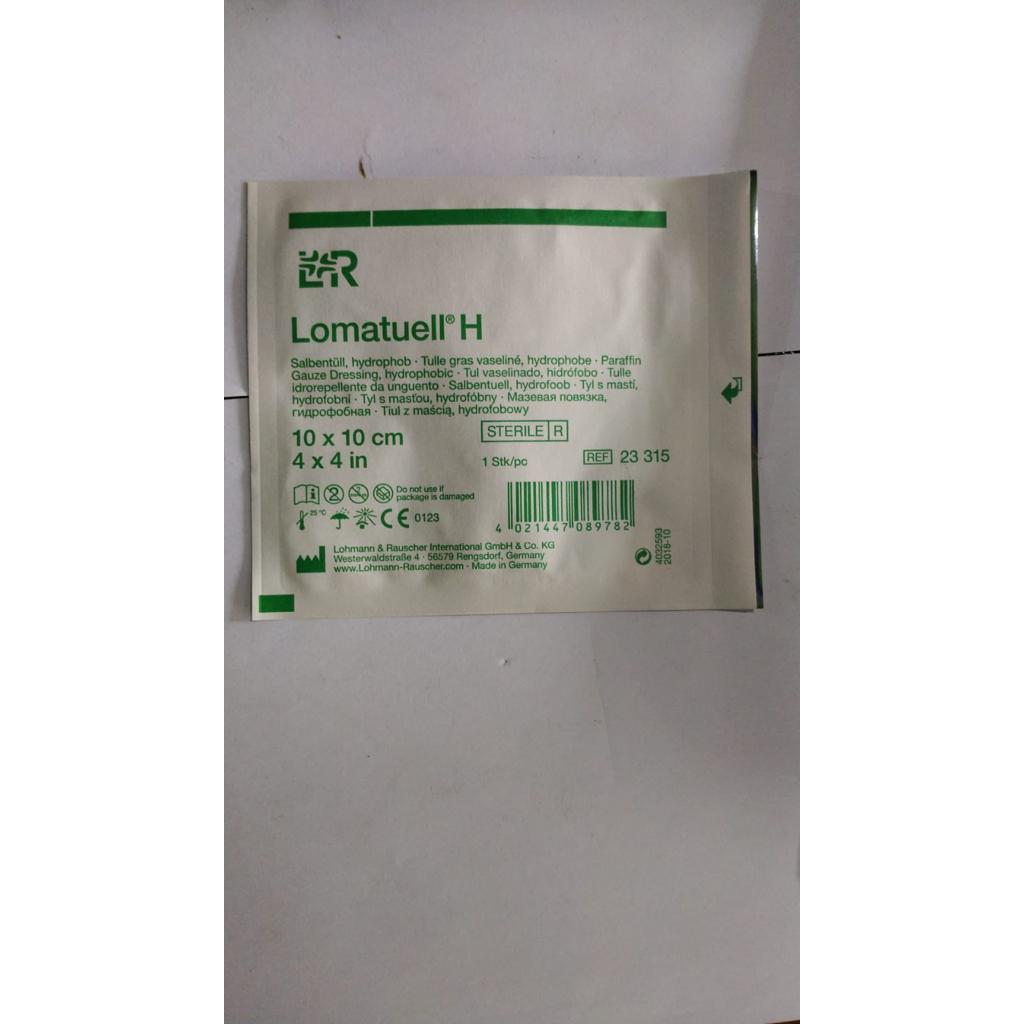 L&R
Lomatuell® H
Salbentüll, hydrophob · Tulle gras vaseliné, hydrophobe · Paraffin
Gauze Dressing, hydrophobic · Tul vaselinado, hidrófobo · Tulle
idrorepellente da unguento · Salbentuell, hydrofoob · Tyl s mastí,
hydrofobní · Tyl s masťou, hydrofóbny · Мазевая повязка,
гидрофобная · Tiul z maścią, hydrofobowy
10 x 10 cm
4 x 4 in
STERILE R
1 Stk/pc
REF 23 315
Do not use if
package is damaged
25 °C
CE 0123
4 021447 089782
Lohmann & Rauscher International GmbH & Co. KG
Westerwaldstraße 4 · 56579 Rengsdorf, Germany
www.Lohmann-Rauscher.com · Made in Germany
4032593
2018-10